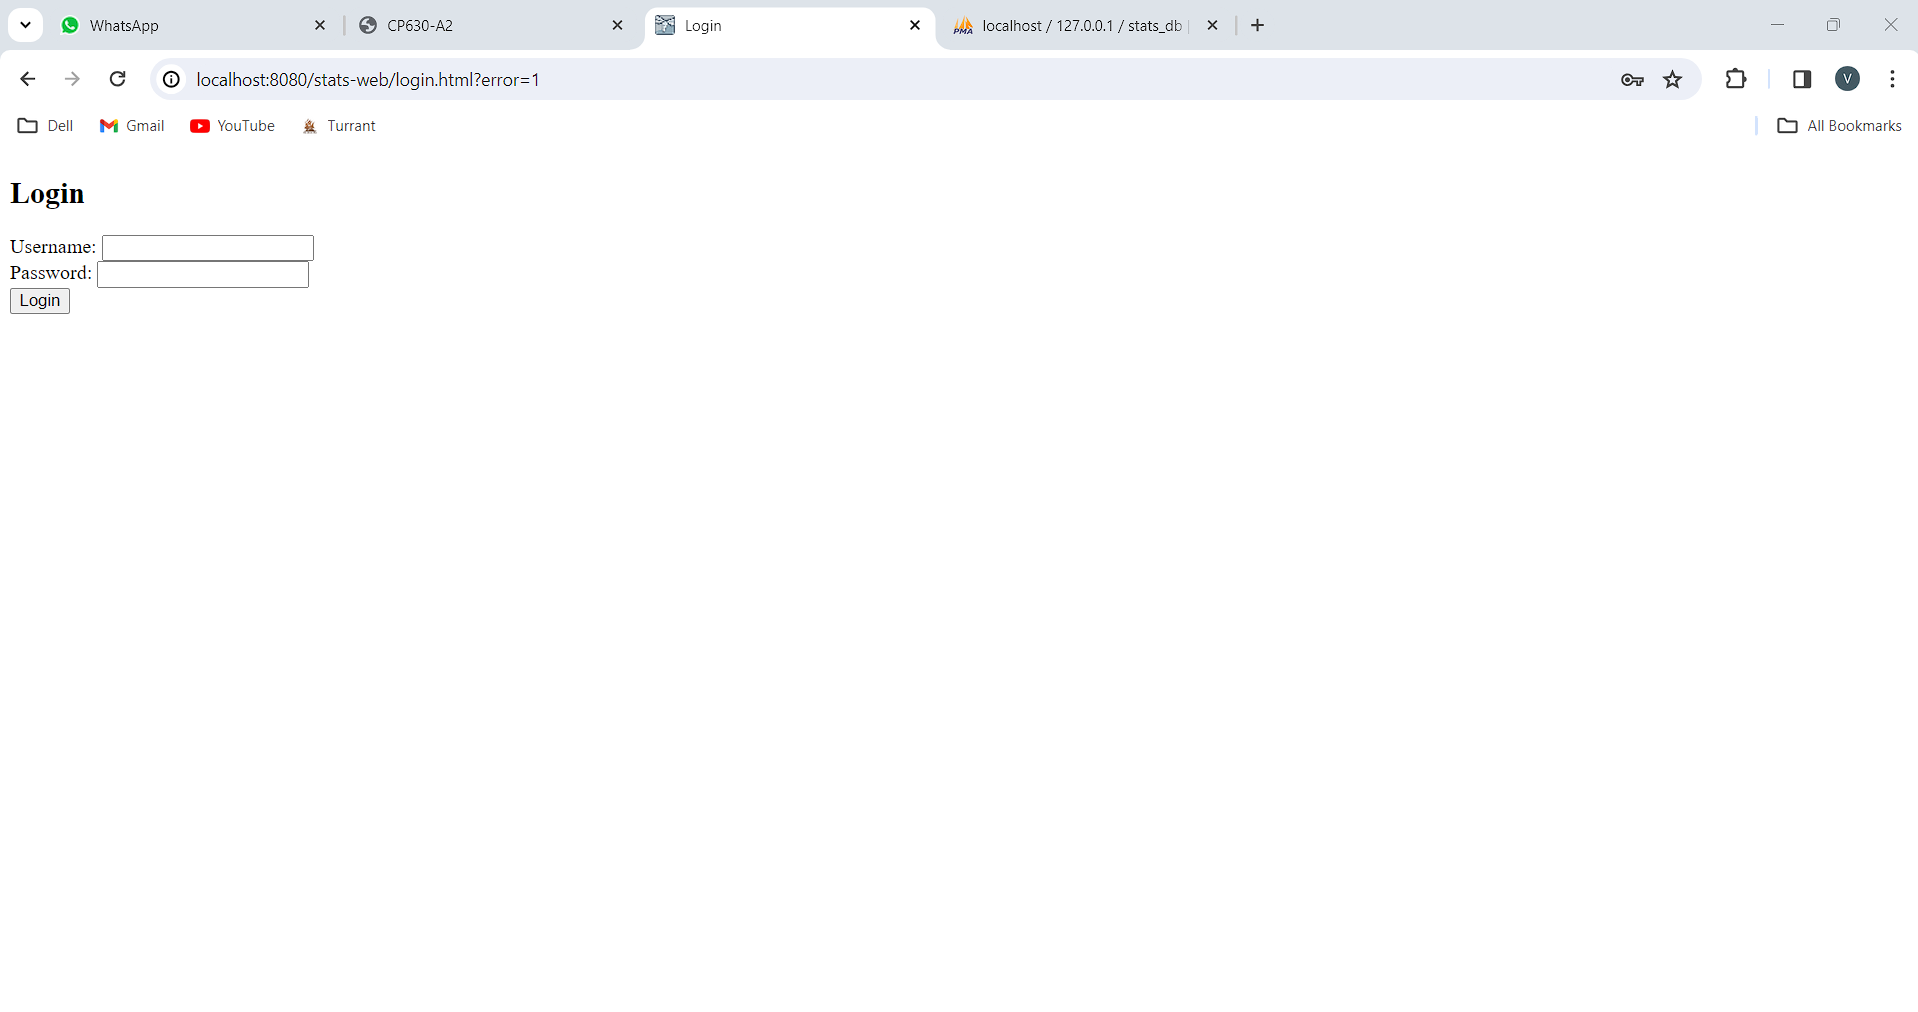 WhatsApp
CP630-A2
Login
PMA
localhost / 127.0.0.1 / stats_db |
localhost:8080/stats-web/login.html?error=1
V
Dell
Gmail
YouTube
Turrant
All Bookmarks
Login
Username:
Password:
Login